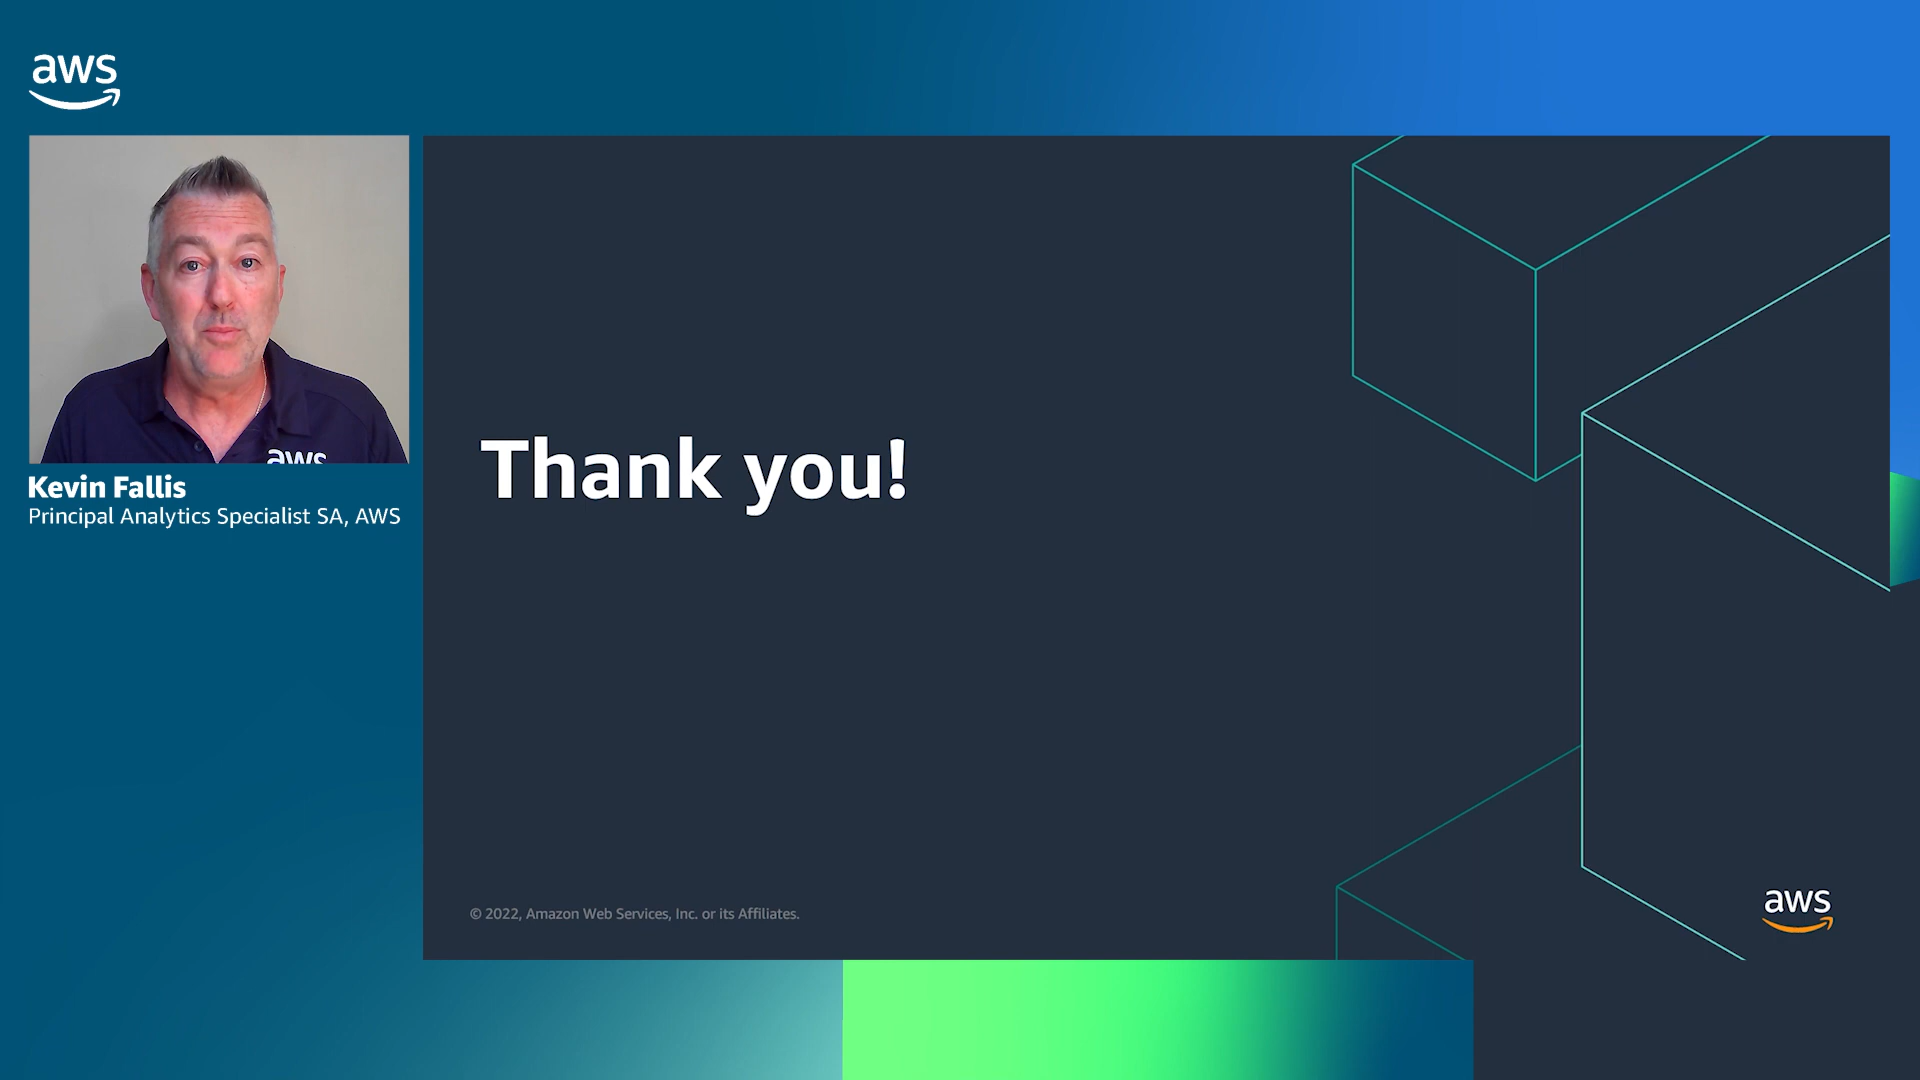 aws
aws
Kevin Fallis
Principal Analytics Specialist SA, AWS
Thank you!
© 2022, Amazon Web Services, Inc. or its Affiliates.
aws